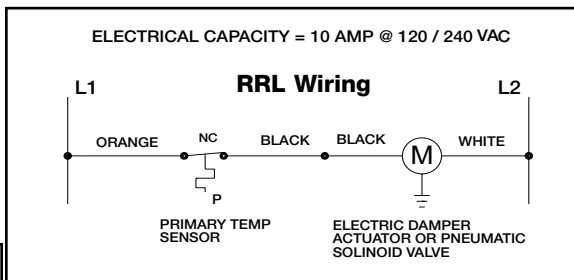 ELECTRICAL CAPACITY = 10 AMP @ 120 / 240 VAC
L1 RRL Wiring L2
ORANGE NC BLACK BLACK WHITE
M
P
PRIMARY TEMP
SENSOR
ELECTRIC DAMPER
ACTUATOR OR PNEUMATIC
SOLINOID VALVE